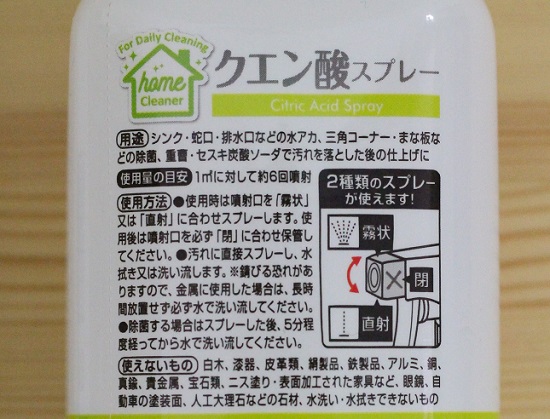 For Daily Cleaning
home
Cleaner
クエン酸スプレー
Citric Acid Spray
用途 シンク・蛇口・排水口などの水アカ、三角コーナー・まな板な
どの除菌、重曹・セスキ炭酸ソーダで汚れを落とした後の仕上げに
使用量の目安 1㎡に対して約6回噴射
使用方法 ●使用時は噴射口を「霧状」
又は「直射」に合わせスプレーします。使
用後は噴射口を必ず「閉」に合わせ保管し
てください。●汚れに直接スプレーし、水
拭き又は洗い流します。※錆びる恐れがあ
りますので、金属に使用した場合は、長時
間放置せず必ず水で洗い流してください。
●除菌する場合はスプレーした後、5分程
度経ってから水で洗い流してください。
2種類のスプレー
が使えます!
霧状
閉
直射
使えないもの 白木、漆器、皮革類、絹製品、鉄製品、アルミ、銅、
真鍮、貴金属、宝石類、ニス塗り・表面加工された家具など、眼鏡、自
動車の塗装面、人工大理石などの石材、水洗い・水拭きできないもの